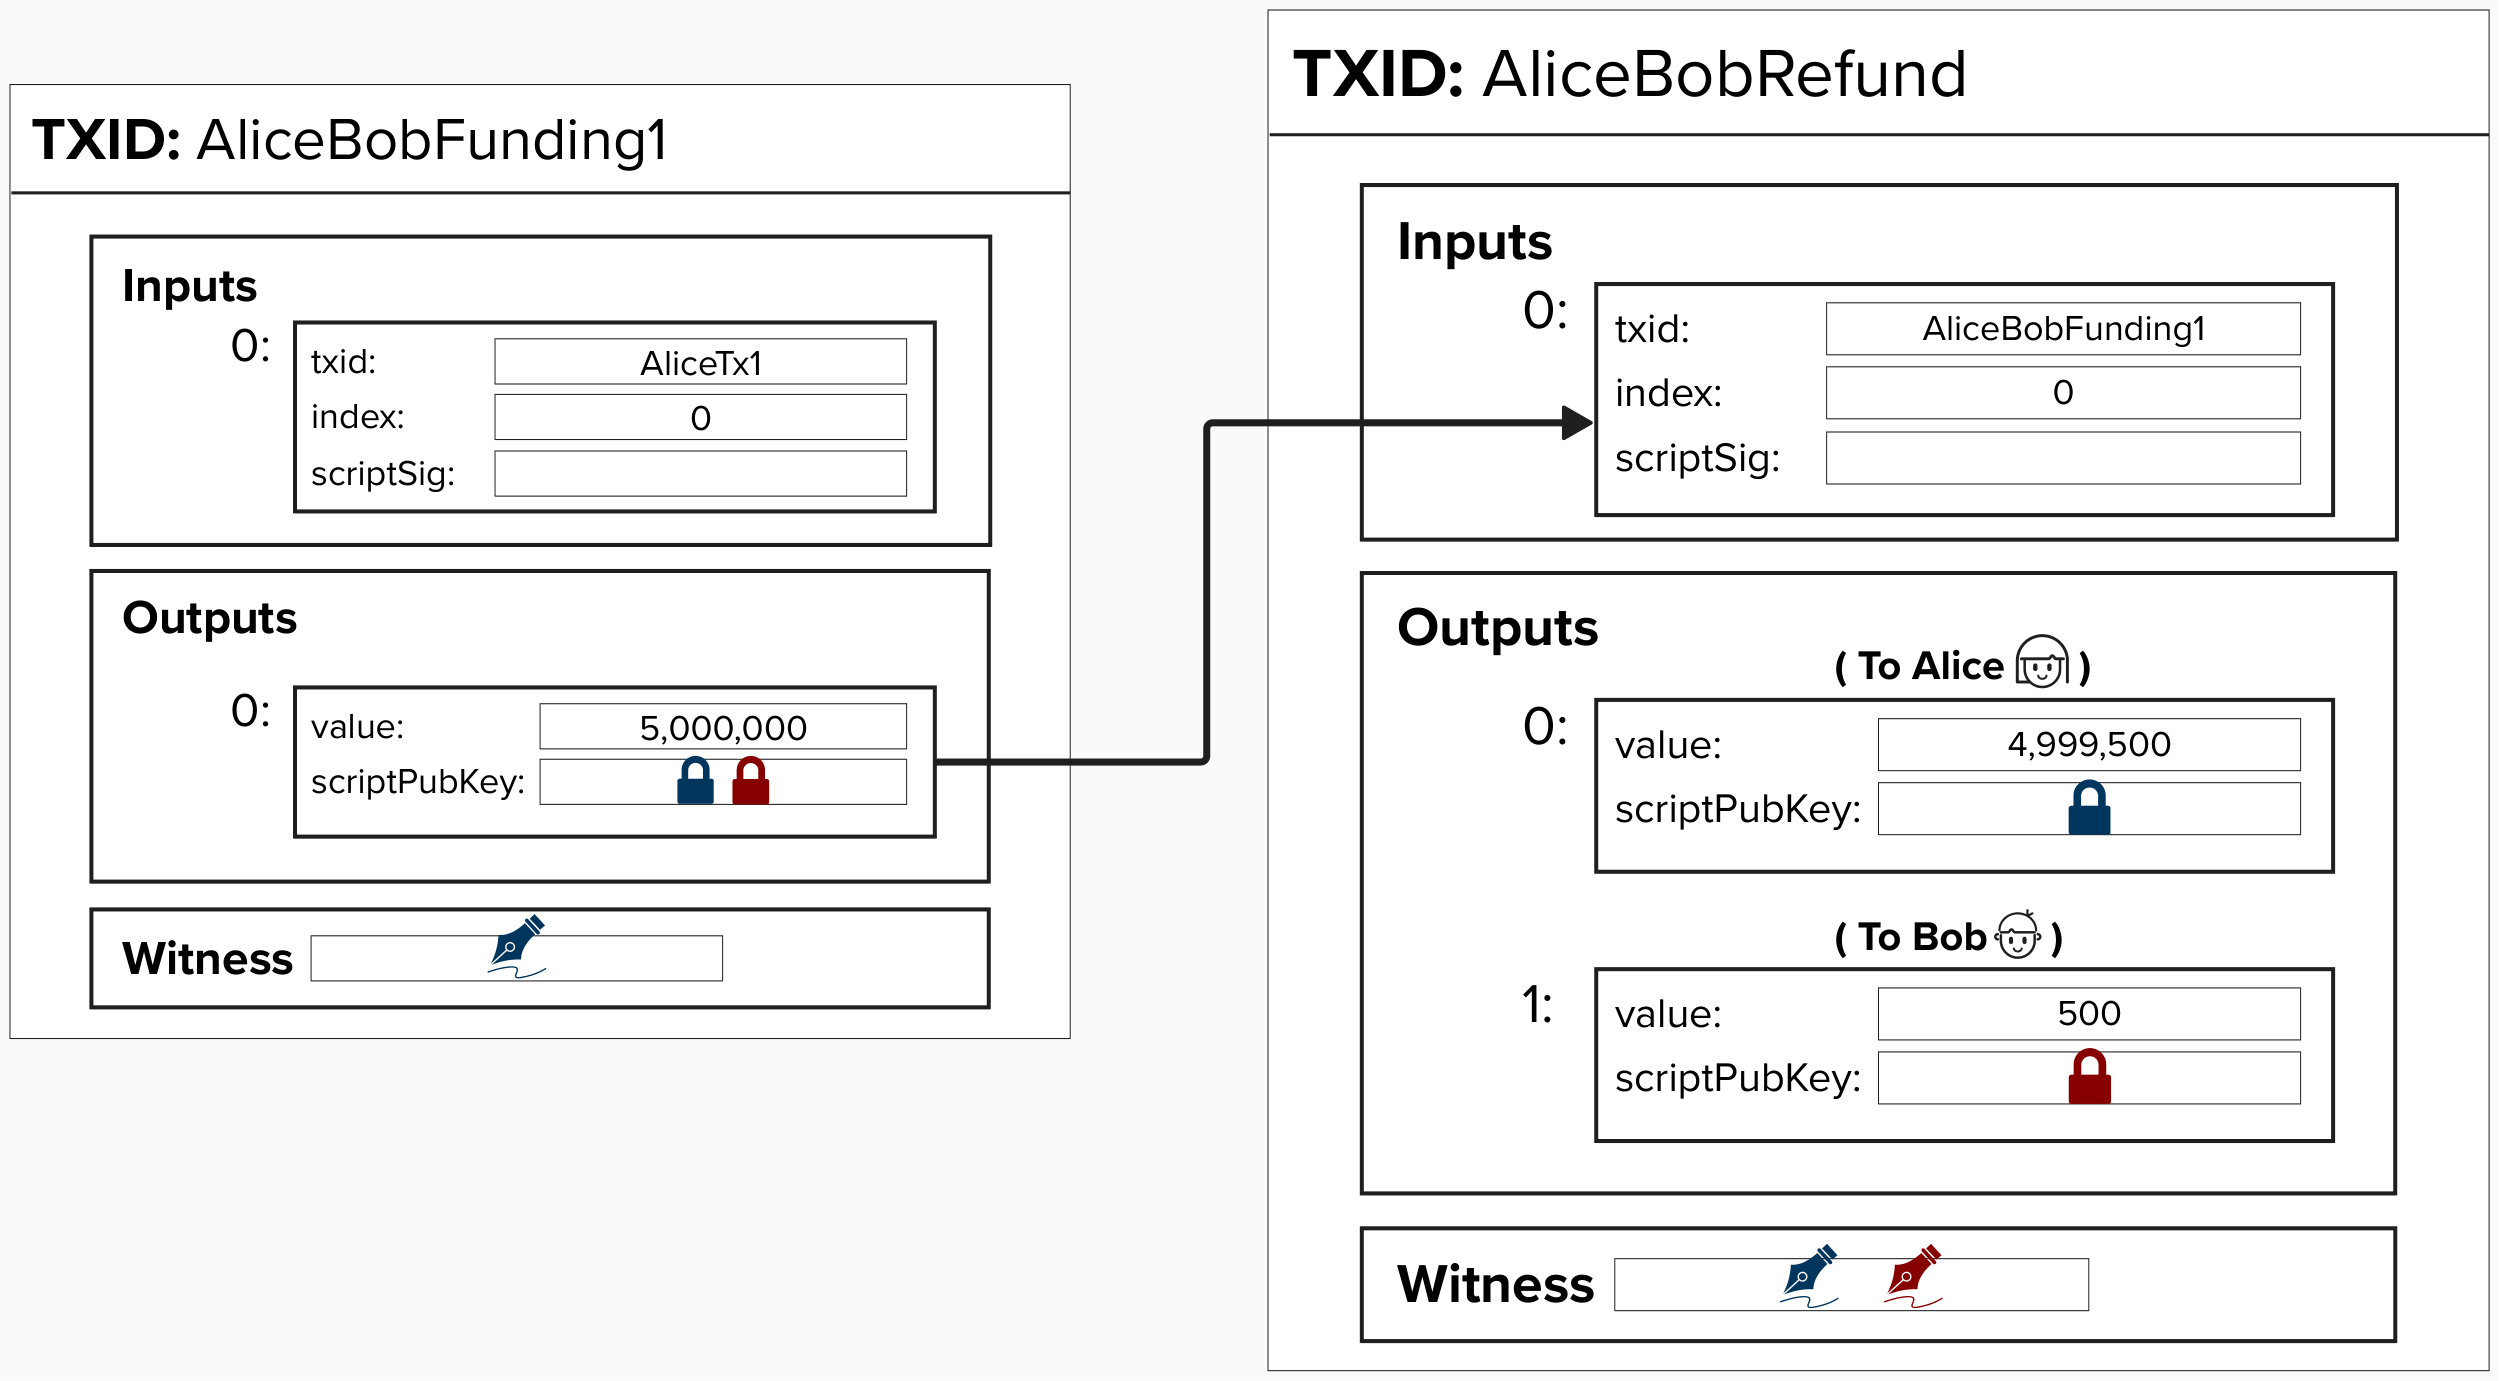 TXID: AliceBobFunding1
Inputs
0:
txid: AliceTx1
index: 0
scriptSig:
Outputs
0:
value: 5,000,000
scriptPubKey:
Witness
TXID: AliceBobRefund
Inputs
0:
txid: AliceBobFunding1
index: 0
scriptSig:
Outputs
( To Alice )
0:
value: 4,999,500
scriptPubKey:
( To Bob )
1:
value: 500
scriptPubKey:
Witness